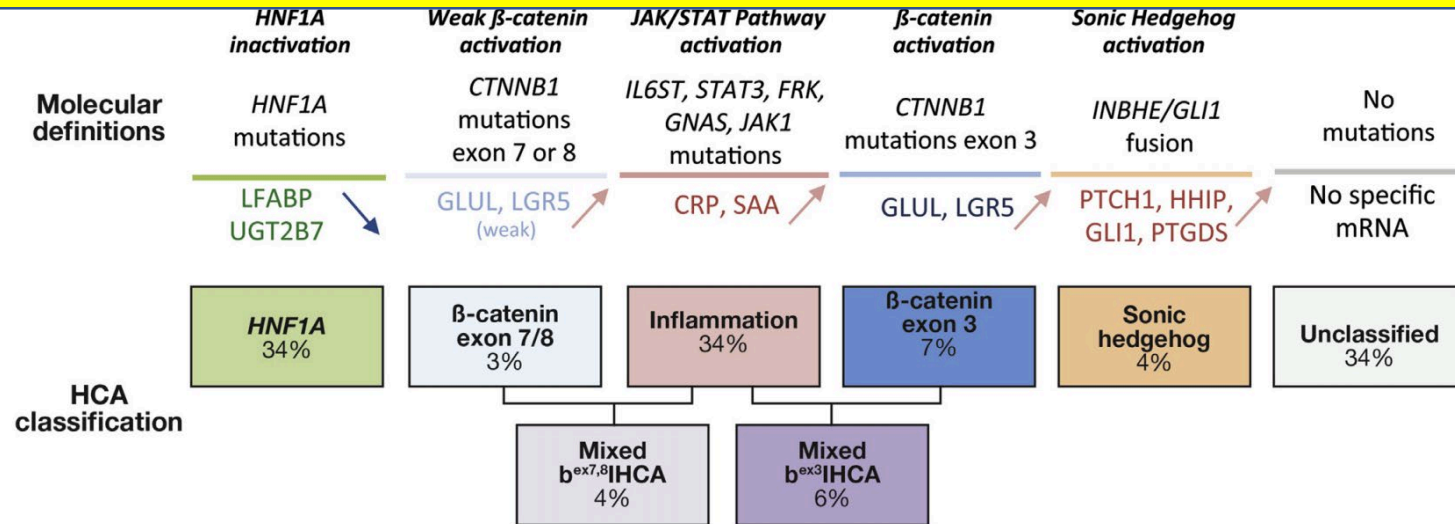 HNF1A
inactivation
Weak ß-catenin
activation
JAK/STAT Pathway
activation
ß-catenin
activation
Sonic Hedgehog
activation
Molecular
definitions
HNF1A
mutations
CTNNB1
mutations
exon 7 or 8
IL6ST, STAT3, FRK,
GNAS, JAK1
mutations
CTNNB1
mutations exon 3
INBHE/GLI1
fusion
No
mutations
LFABP
UGT2B7
GLUL, LGR5
(weak)
CRP, SAA
GLUL, LGR5
PTCH1, HHIP,
GLI1, PTGDS
No specific
mRNA
HCA
classification
HNF1A
34%
ß-catenin
exon 7/8
3%
Inflammation
34%
ß-catenin
exon 3
7%
Sonic
hedgehog
4%
Unclassified
34%
Mixed
bex7,8IHCA
4%
Mixed
bex3IHCA
6%